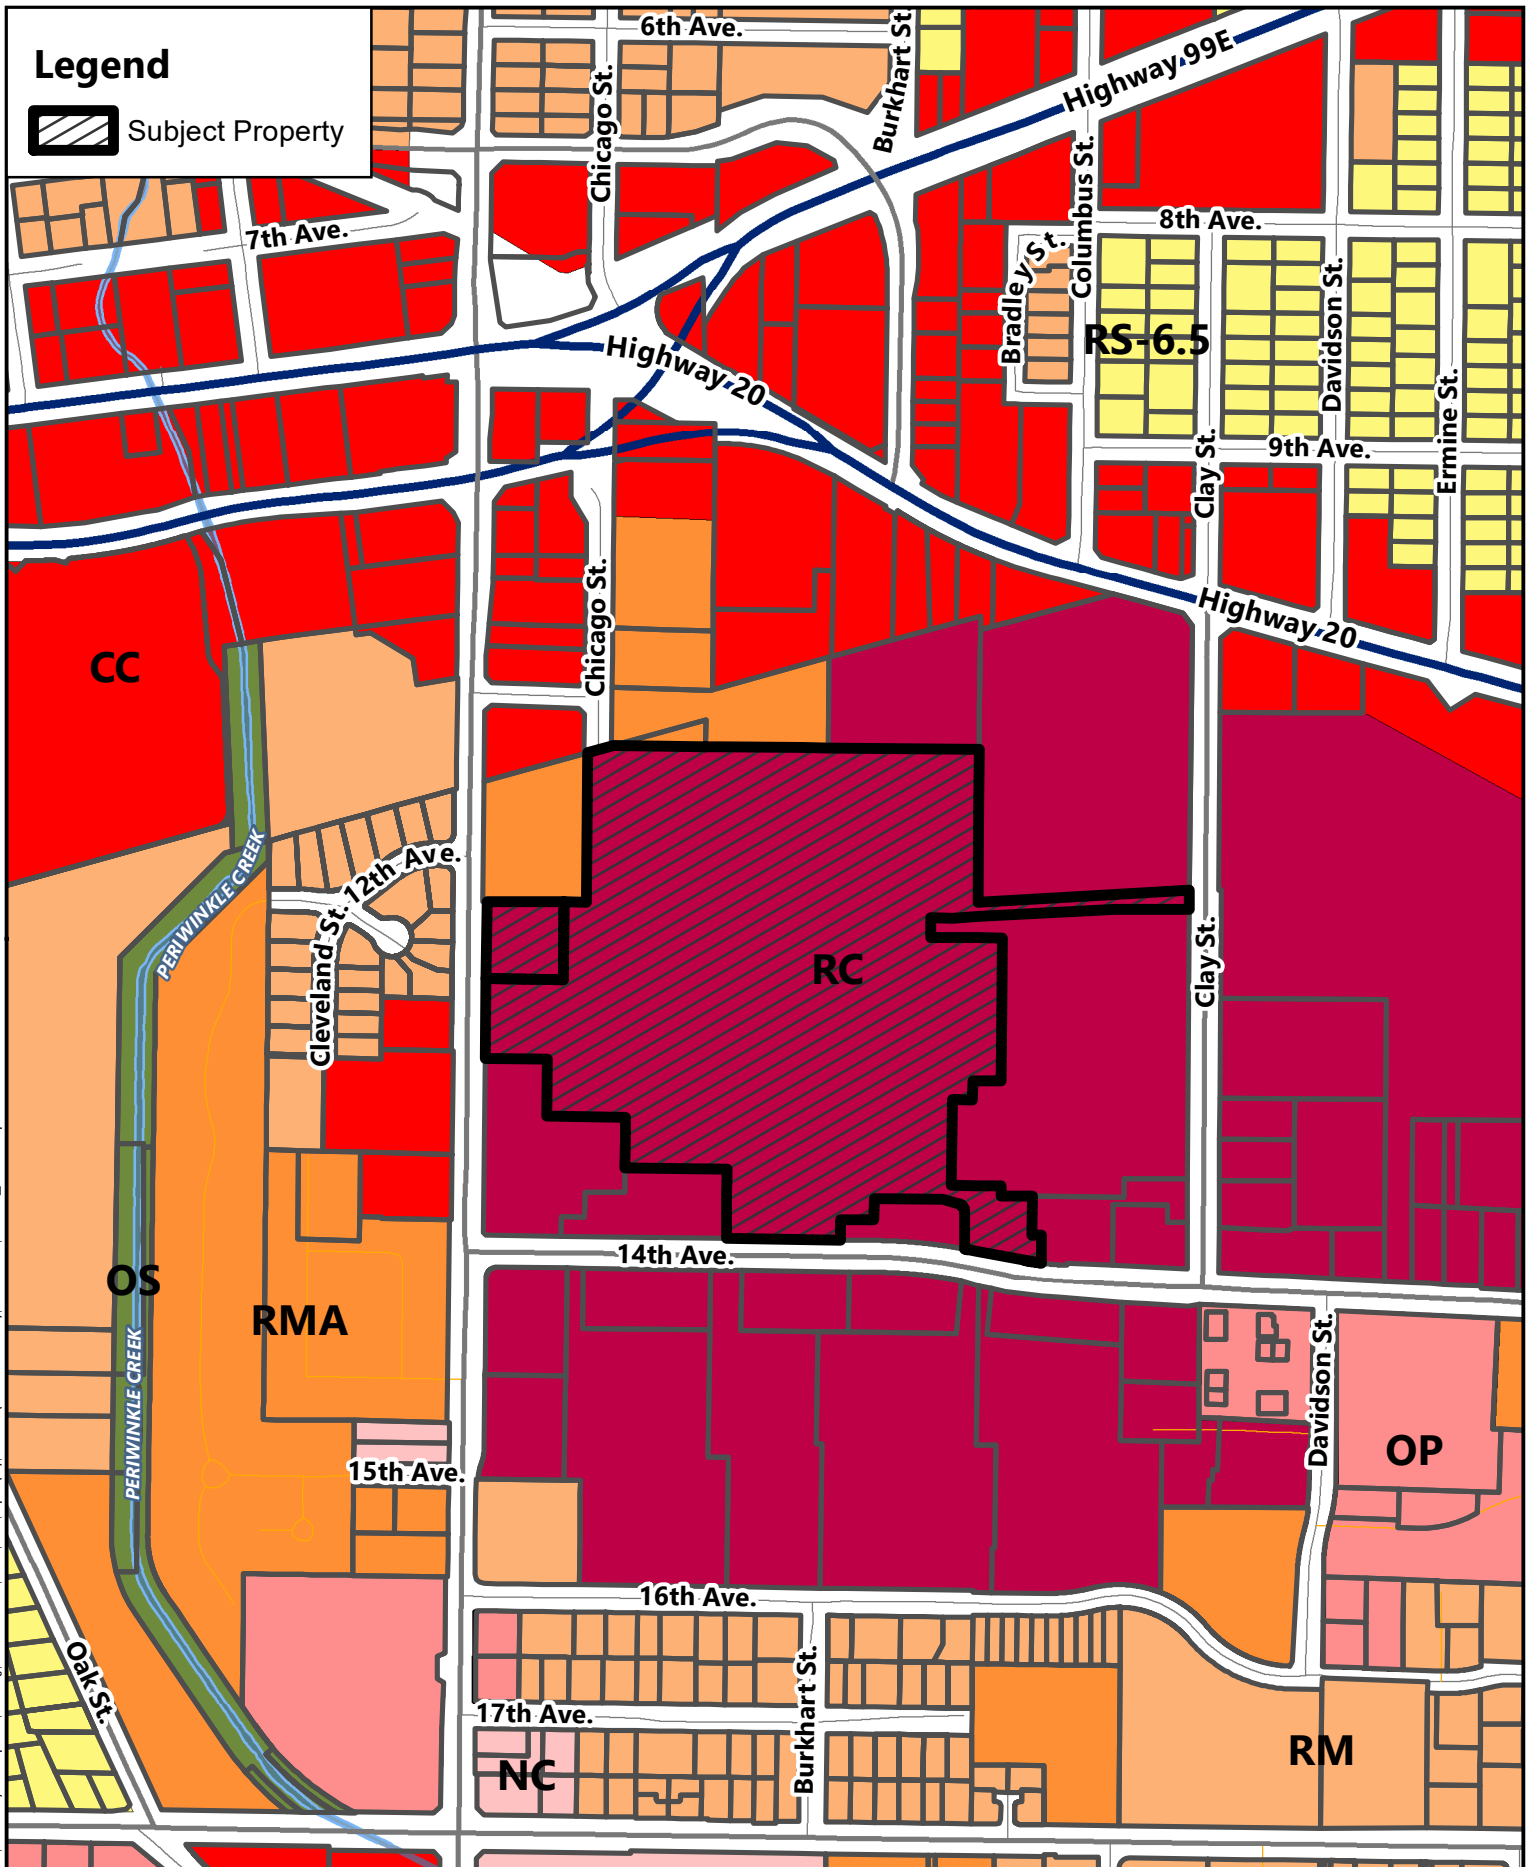 Legend
Subject Property
6th Ave.
Burkhart St.
Highway 99E
Chicago St.
Columbus St.
7th Ave.
8th Ave.
Bradley St.
RS-6.5
Davidson St.
Highway 20
Ermine St.
9th Ave.
Clay St.
Highway 20
Chicago St.
CC
PERIWINKLE CREEK
12th Ave.
Cleveland St.
RC
Clay St.
14th Ave.
OS
RMA
PERIWINKLE CREEK
Davidson St.
OP
15th Ave.
16th Ave.
Oak St.
17th Ave.
Burkhart St.
NC
RM